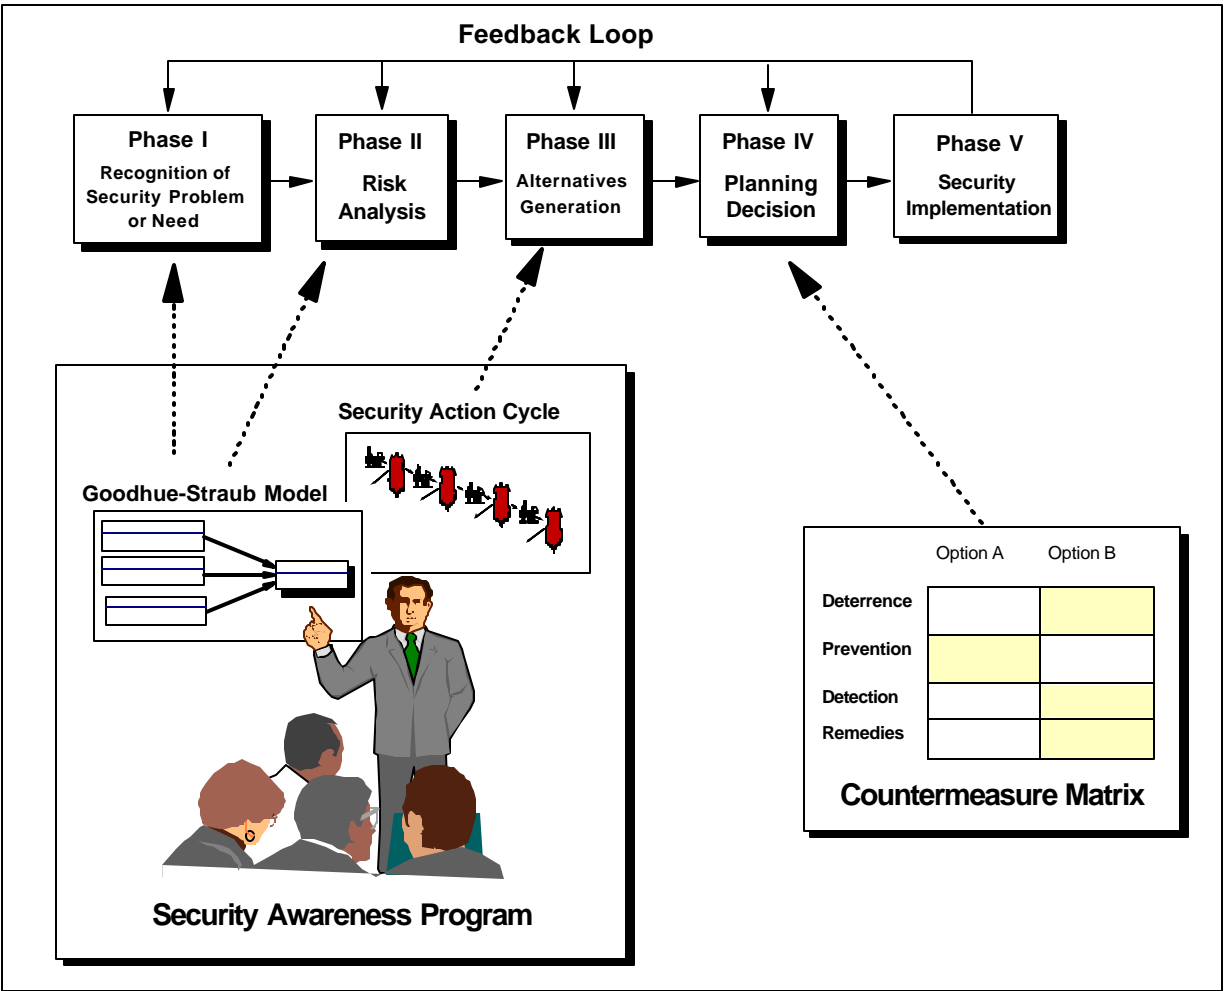 Feedback Loop
Phase I
Recognition of
Security Problem
or Need
Phase II
Risk
Analysis
Phase III
Alternatives
Generation
Phase IV
Planning
Decision
Phase V
Security
Implementation
Security Action Cycle
Goodhue-Straub Model
Security Awareness Program
Option A Option B
Deterrence
Prevention
Detection
Remedies
Countermeasure Matrix